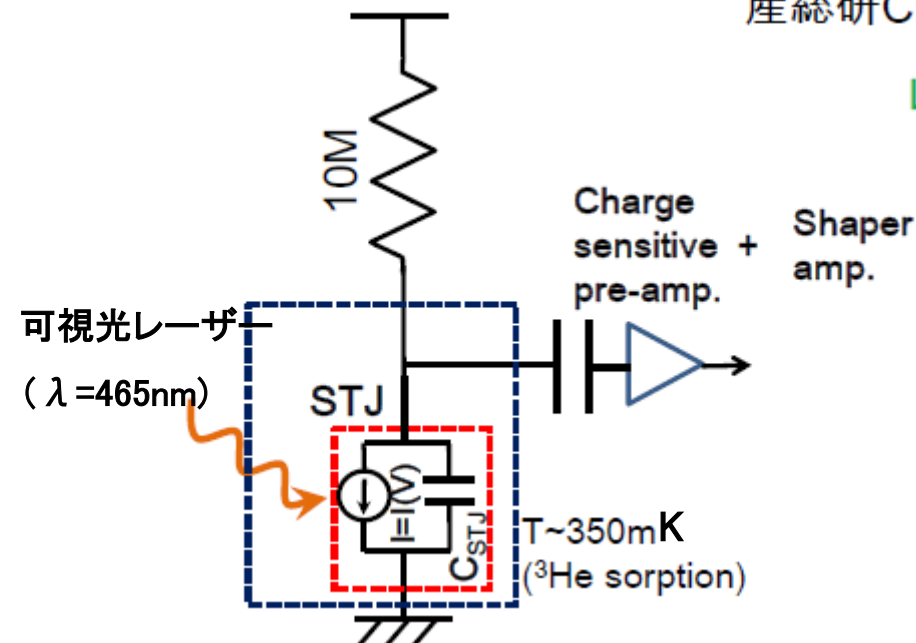 産総研C
L
10M
Charge
sensitive +
pre-amp.
Shaper
amp.
可視光レーザー
(λ=465nm)
STJ
I=I(V)
CSTJ
T~350mK
(³He sorption)